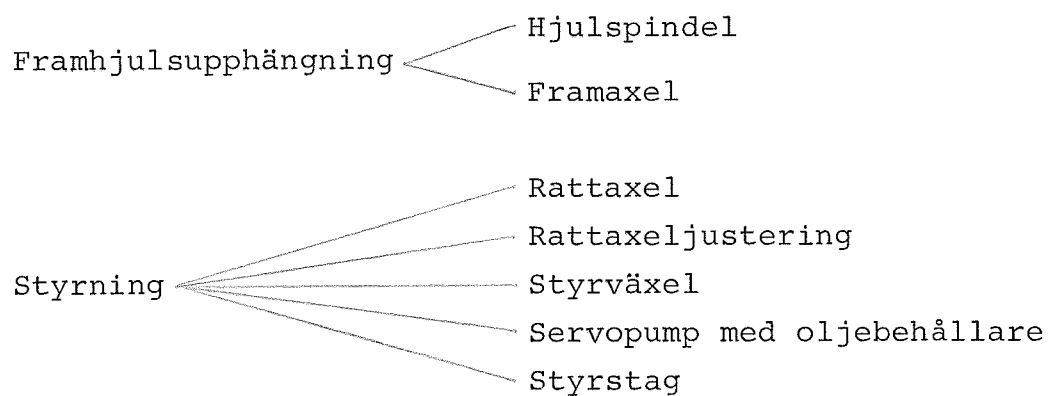 Framhjulsupphängning
Hjulspindel
Framaxel
Styrning
Rattaxel
Rattaxeljustering
Styrväxel
Servopump med oljebehållare
Styrstag